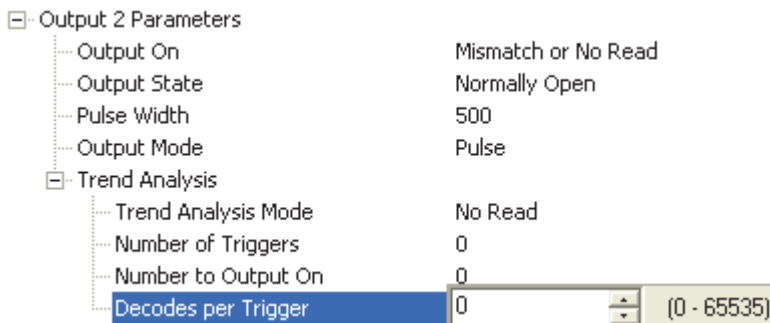 Output 2 Parameters
Output On Mismatch or No Read
Output State Normally Open
Pulse Width 500
Output Mode Pulse
Trend Analysis
Trend Analysis Mode No Read
Number of Triggers 0
Number to Output On 0
Decodes per Trigger 0 (0 - 65535)